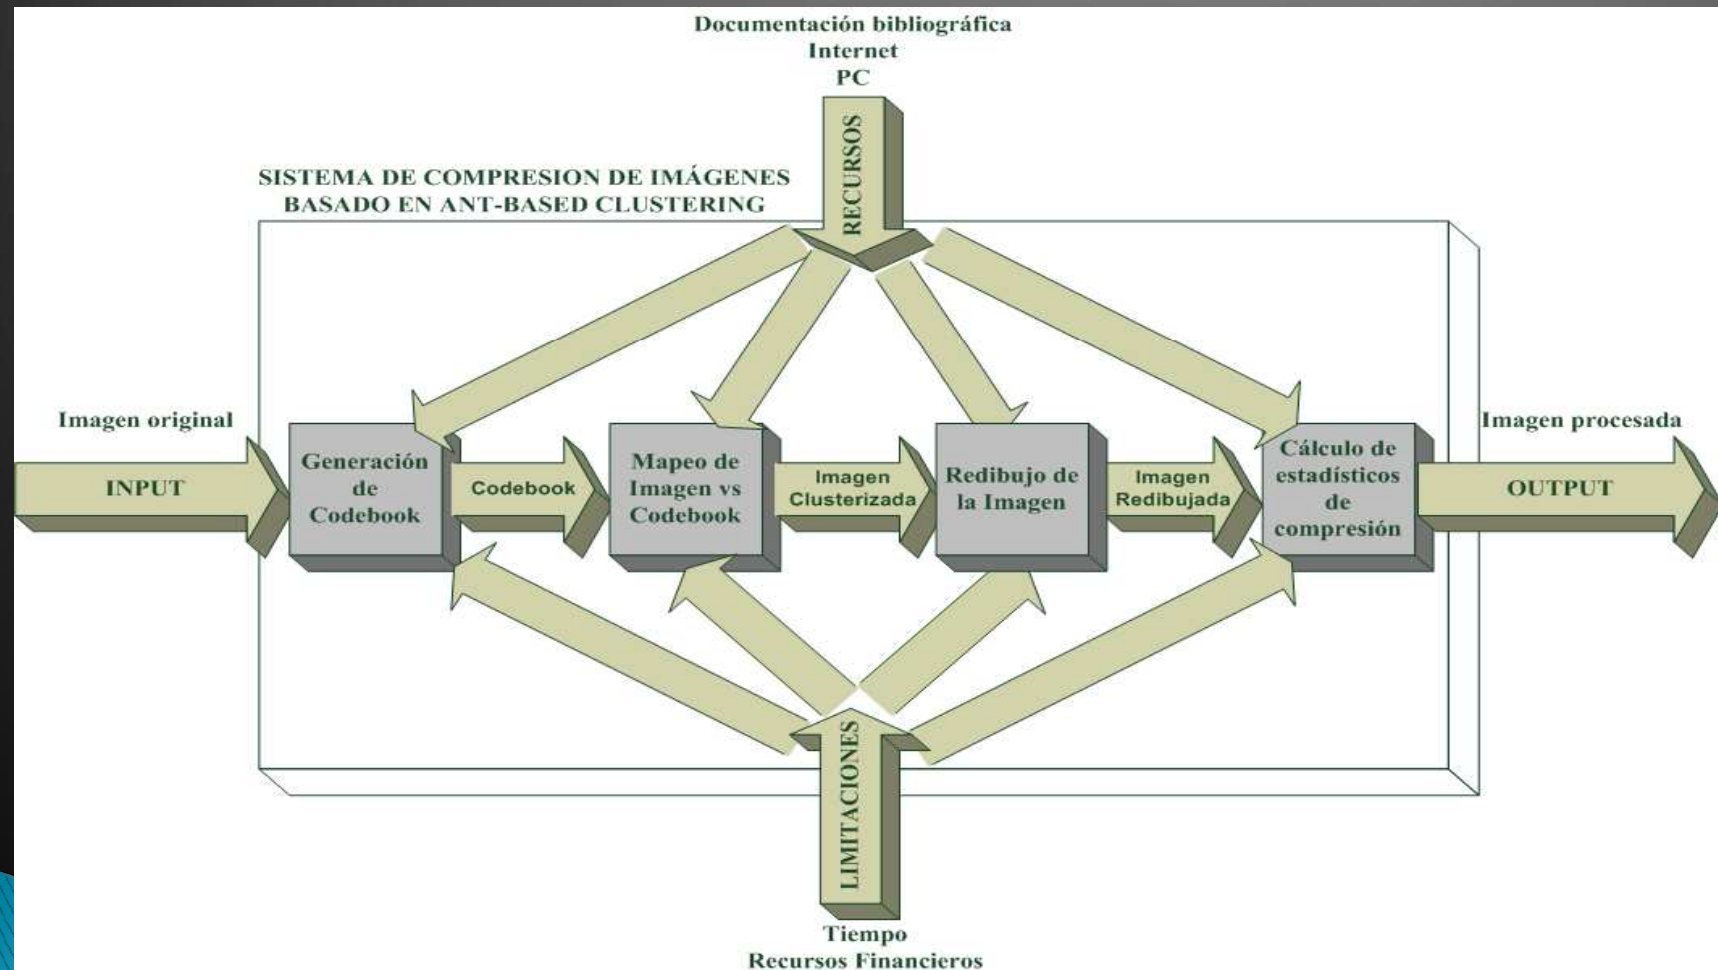 Documentación bibliográfica
Internet
PC
RECURSOS
SISTEMA DE COMPRESION DE IMÁGENES
BASADO EN ANT-BASED CLUSTERING
Imagen original
INPUT
Generación
de
Codebook
Codebook
Mapeo de
Imagen vs
Codebook
Imagen
Clusterizada
Redibujo de
la Imagen
Imagen
Redibujada
Cálculo de
estadísticos
de
compresión
Imagen procesada
OUTPUT
LIMITACIONES
Tiempo
Recursos Financieros